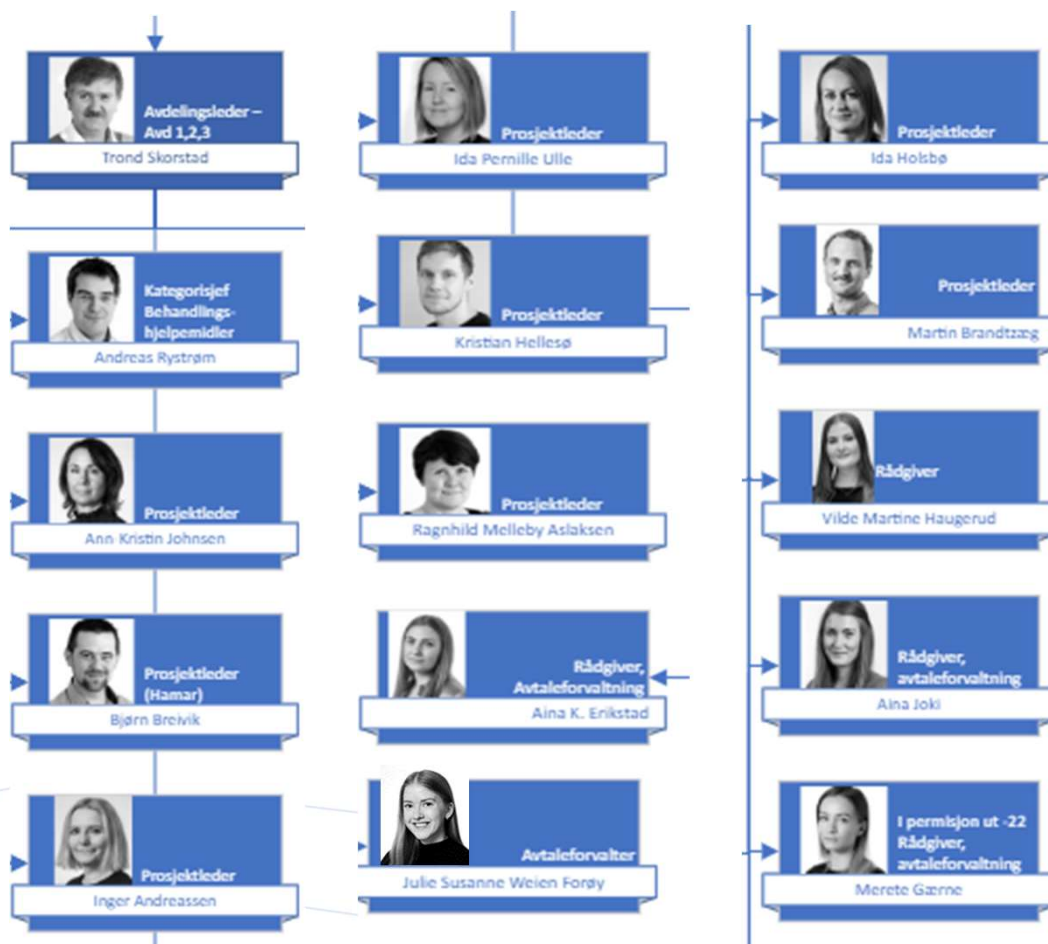 Avdelingsleder –
Avd 1,2,3
Trond Skorstad
Kategorisjef
Behandlings-
hjelpemidler
Andreas Rystrøm
Prosjektleder
Ann-Kristin Johnsen
Prosjektleder
(Hamar)
Bjørn Breivik
Prosjektleder
Inger Andreassen
Prosjektleder
Ida Pernille Ulle
Prosjektleder
Kristian Hellesø
Prosjektleder
Ragnhild Melleby Aslaksen
Rådgiver,
Avtaleforvaltning
Aina K. Erikstad
Avtaleforvalter
Julie Susanne Weien Forøy
Prosjektleder
Ida Holsbø
Prosjektleder
Martin Brandtzæg
Rådgiver
Vilde Martine Haugerud
Rådgiver,
avtaleforvaltning
Aina Joki
I permisjon ut -22
Rådgiver,
avtaleforvaltning
Merete Gærne